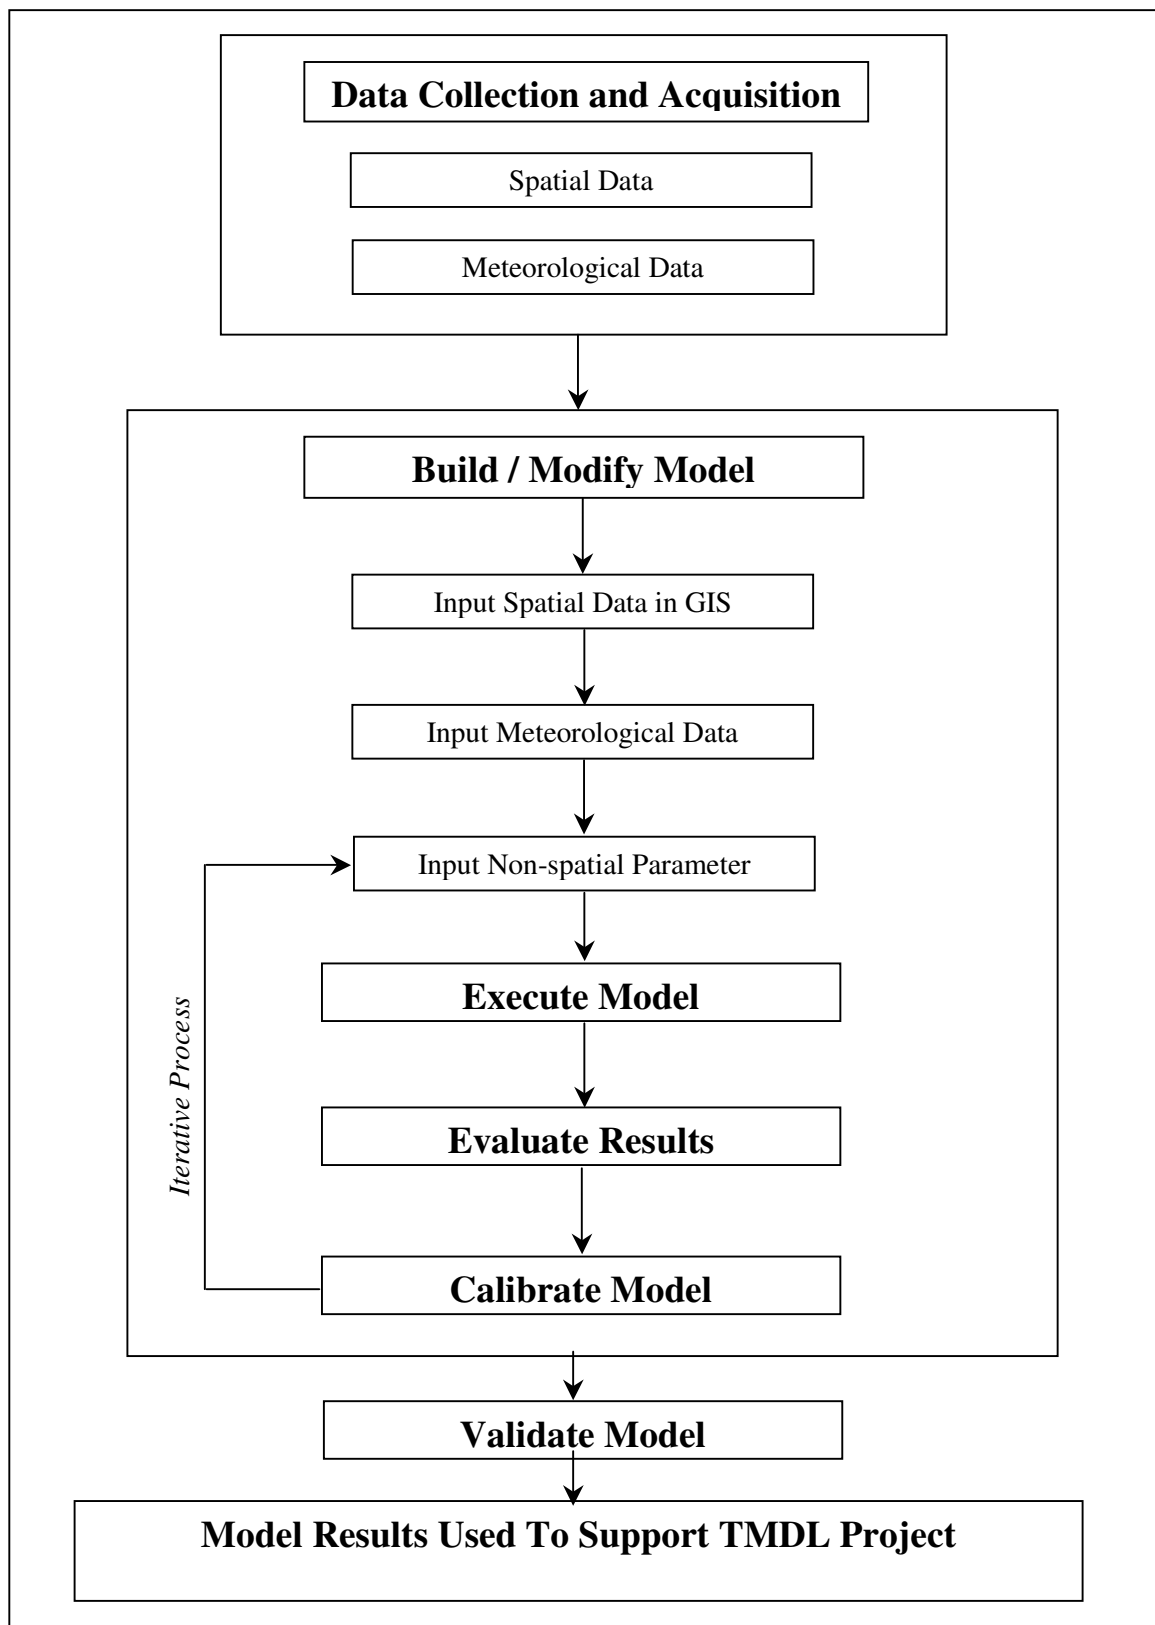 Data Collection and Acquisition
Spatial Data
Meteorological Data
Build / Modify Model
Input Spatial Data in GIS
Input Meteorological Data
Input Non-spatial Parameter
Execute Model
Iterative Process
Evaluate Results
Calibrate Model
Validate Model
Model Results Used To Support TMDL Project